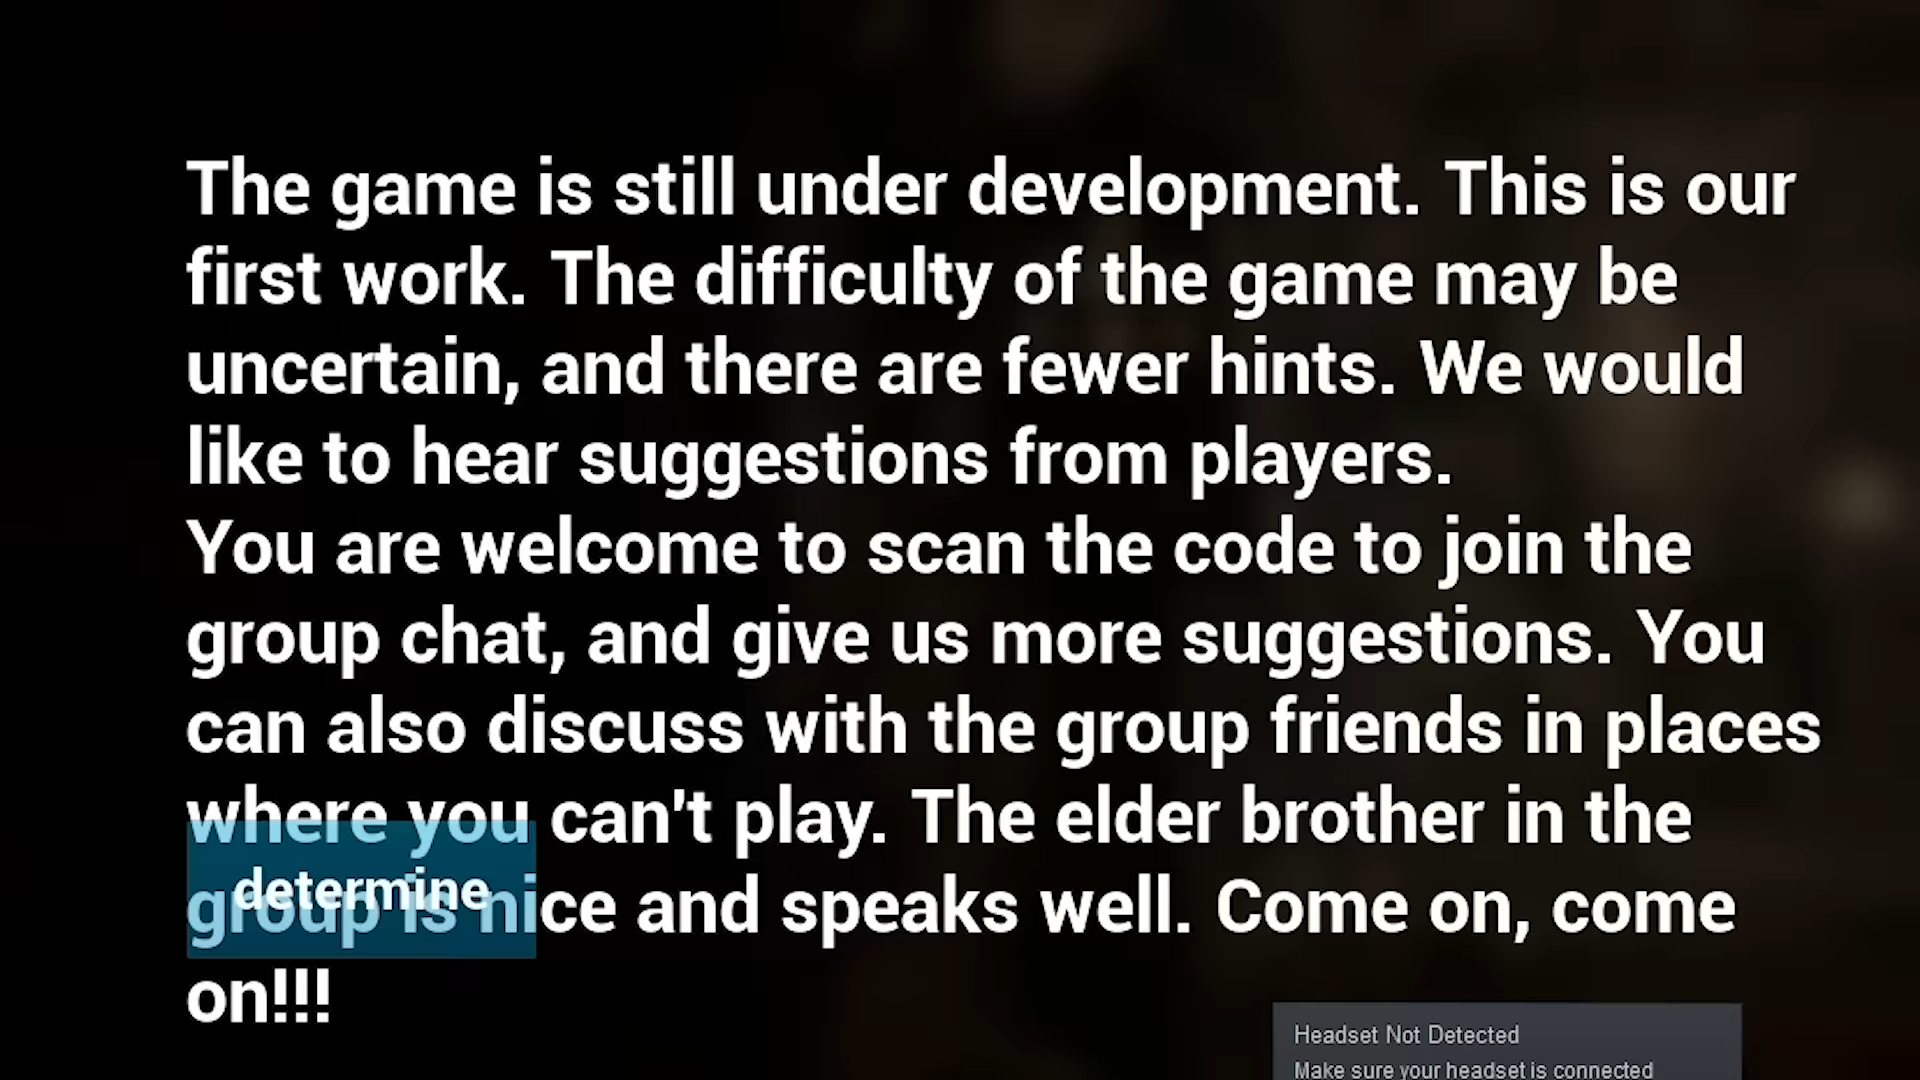 The game is still under development. This is our
first work. The difficulty of the game may be
uncertain, and there are fewer hints. We would
like to hear suggestions from players.
You are welcome to scan the code to join the
group chat, and give us more suggestions. You
can also discuss with the group friends in places
where you can't play. The elder brother in the
group is nice and speaks well. Come on, come
on!!!
determine
Headset Not Detected
Make sure your headset is connected